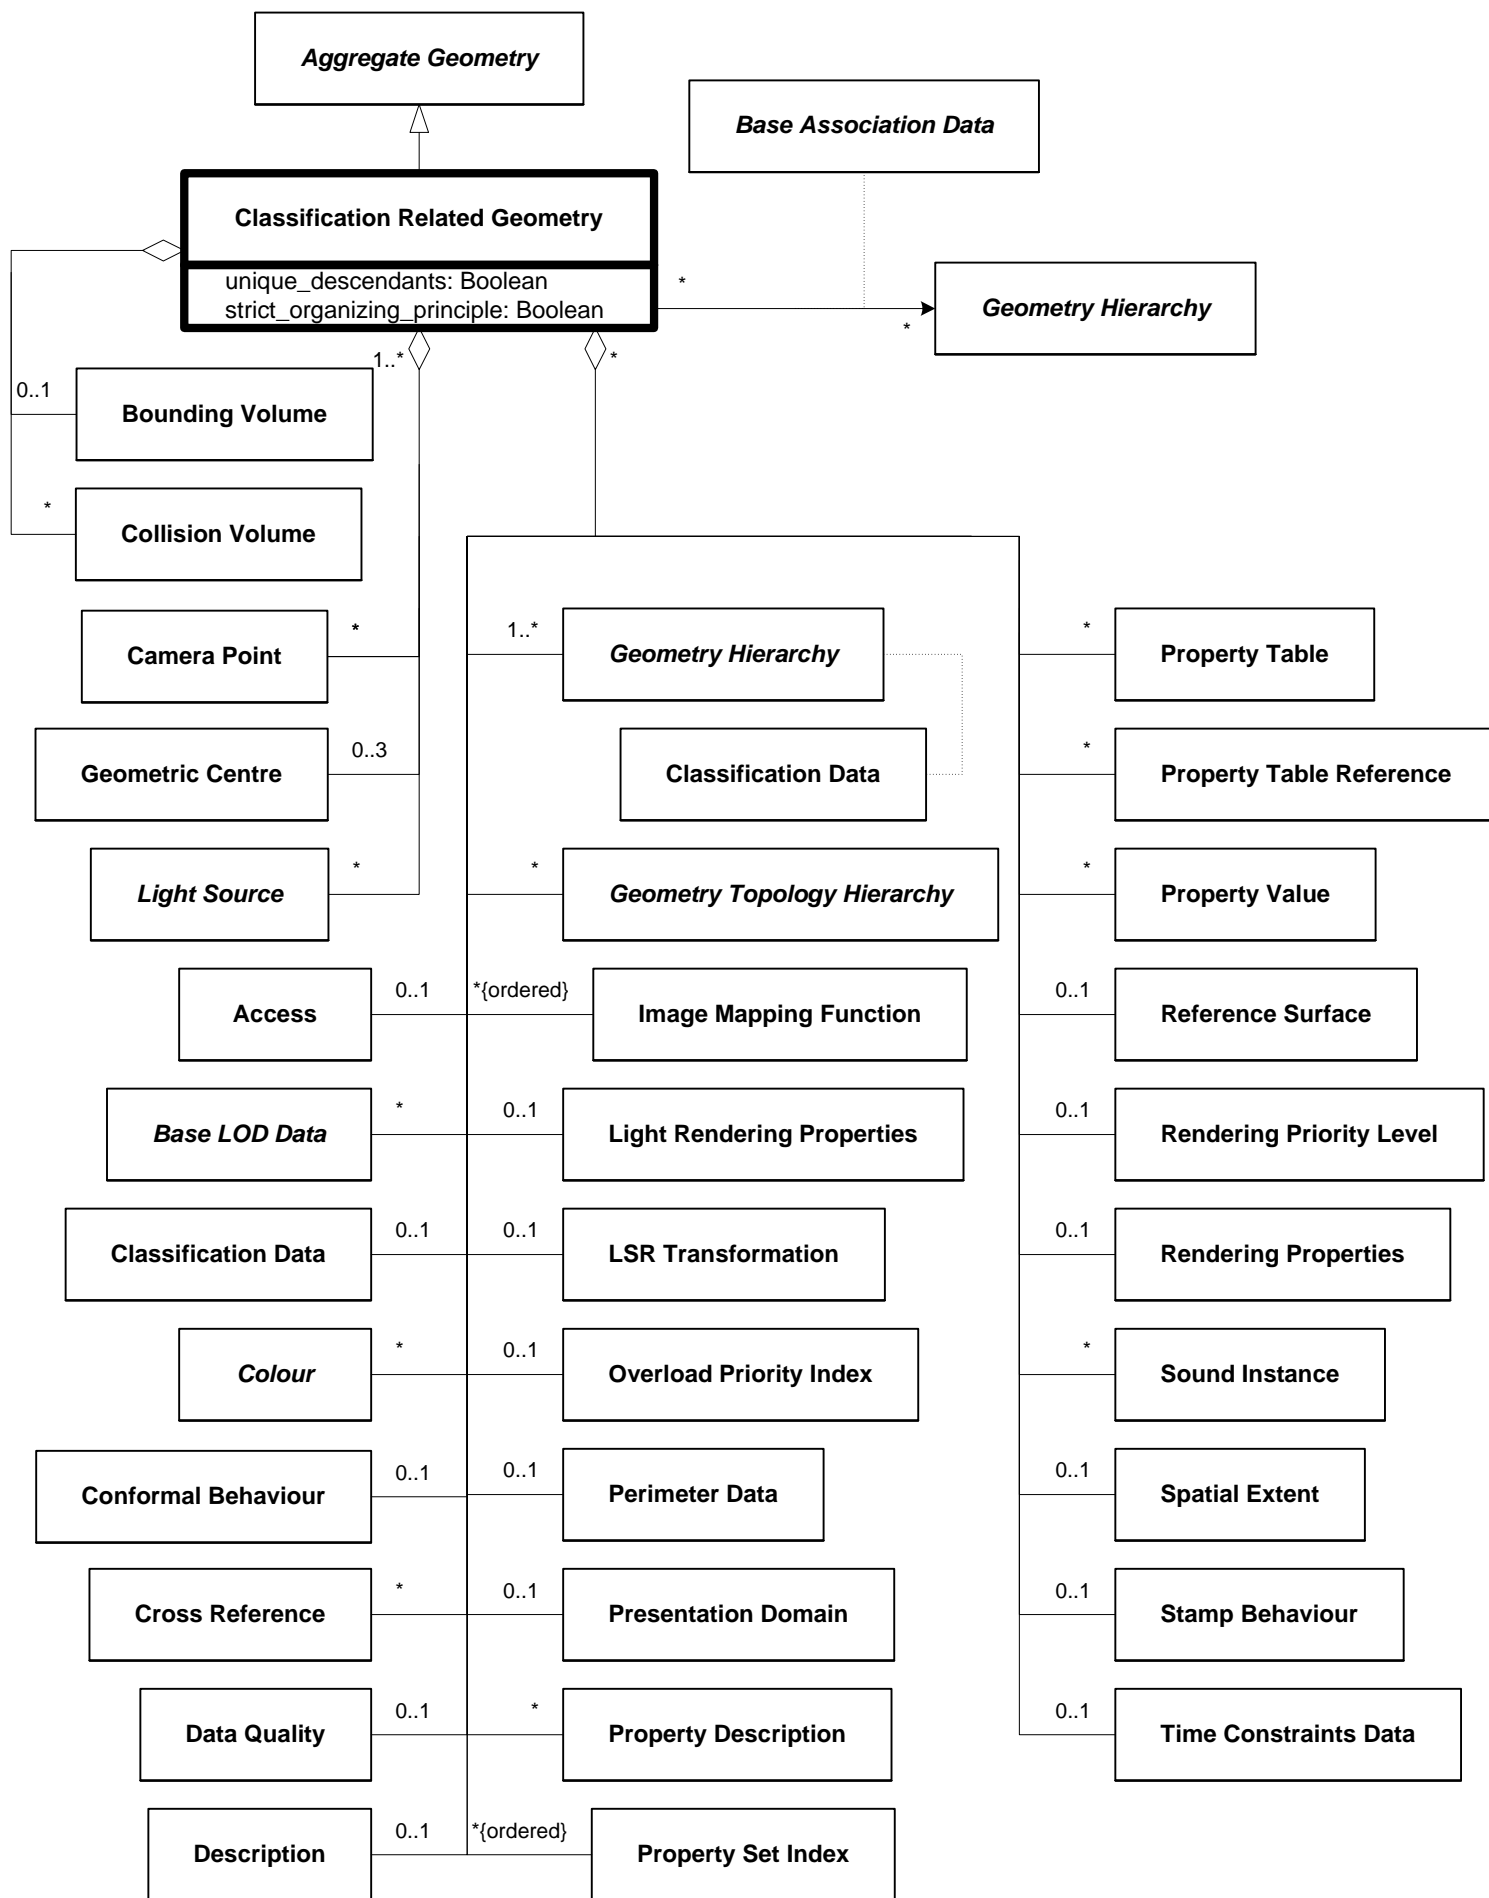 Aggregate Geometry
Base Association Data
Classification Related Geometry
unique_descendants: Boolean
strict_organizing_principle: Boolean
*
*
Geometry Hierarchy
1..*
*
0..1
Bounding Volume
*
Collision Volume
Camera Point
*
1..*
Geometry Hierarchy
*
Property Table
Geometric Centre
0..3
Classification Data
*
Property Table Reference
Light Source
*
*
Geometry Topology Hierarchy
*
Property Value
Access
0..1
*{ordered}
Image Mapping Function
0..1
Reference Surface
Base LOD Data
*
0..1
Light Rendering Properties
0..1
Rendering Priority Level
Classification Data
0..1
0..1
LSR Transformation
0..1
Rendering Properties
Colour
*
0..1
Overload Priority Index
*
Sound Instance
Conformal Behaviour
0..1
0..1
Perimeter Data
0..1
Spatial Extent
Cross Reference
*
0..1
Presentation Domain
0..1
Stamp Behaviour
Data Quality
0..1
*
Property Description
0..1
Time Constraints Data
Description
0..1
*{ordered}
Property Set Index